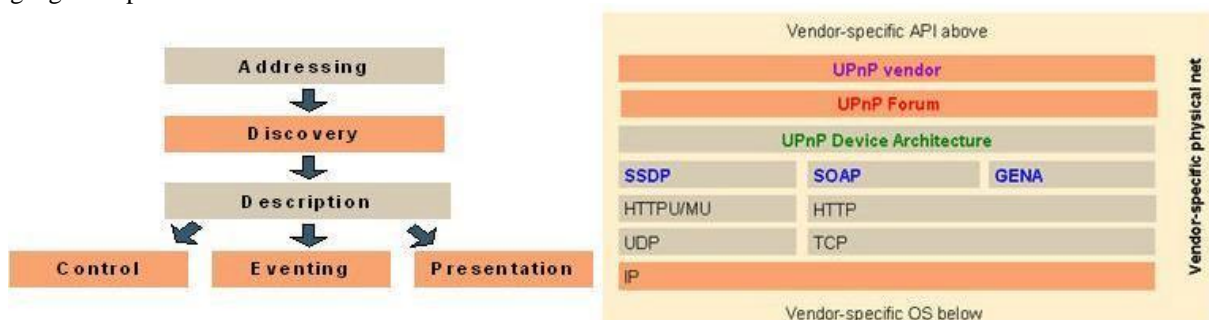 Addressing
Discovery
Description
Control Eventing Presentation
Vendor-specific API above
UPnP vendor
UPnP Forum
UPnP Device Architecture
SSDP SOAP GENA
HTTPU/MU HTTP
UDP TCP
IP
Vendor-specific OS below
Vendor-specific physical net